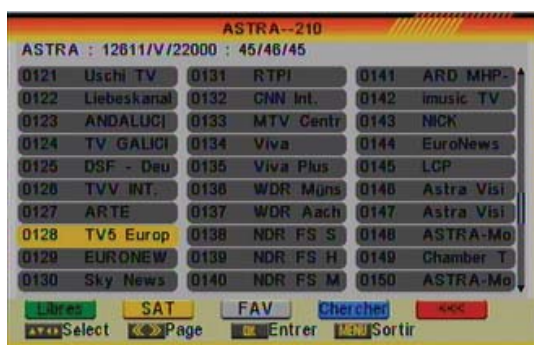 ASTRA--210
ASTRA : 12611/V/22000 : 45/46/45
0121 Uschi TV 0131 RTPI 0141 ARD MHP-
0122 Liebeskanal 0132 CNN Int. 0142 imusic TV
0123 ANDALUCI 0133 MTV Centr 0143 NICK
0124 TV GALICI 0134 Viva 0144 EuroNews
0125 DSF - Deu 0135 Viva Plus 0145 LCP
0126 TVV INT. 0136 WDR Müns 0146 Astra Visi
0127 ARTE 0137 WDR Aach 0147 Astra Visi
0128 TV5 Europ 0138 NDR FS S 0148 ASTRA-Mo
0129 EURONEW 0139 NDR FS H 0149 Chamber T
0130 Sky News 0140 NDR FS M 0150 ASTRA-Mo
Libres SAT FAV Chercher <<<
Select Page OK Entrer MENU Sortir